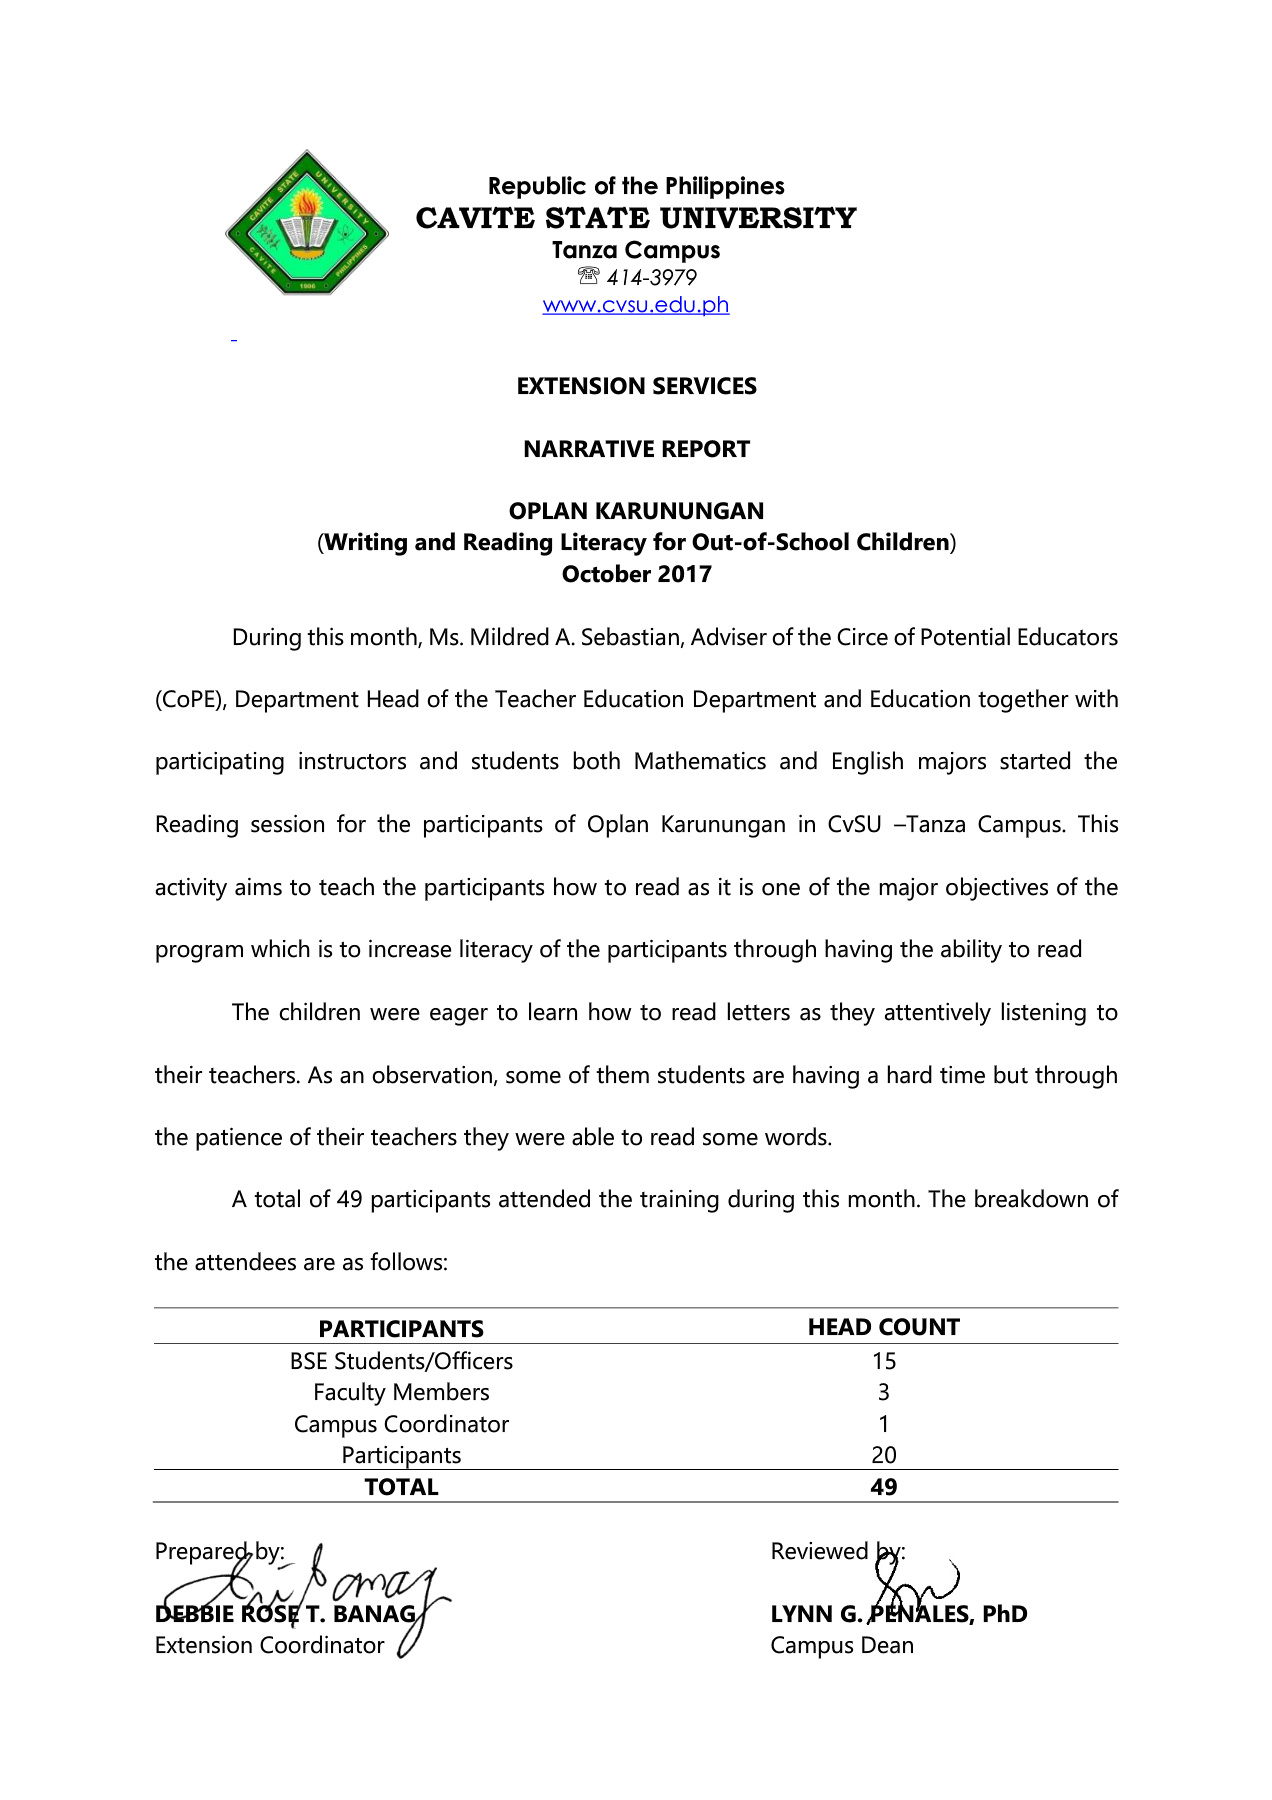 CAVITE STATE UNIVERSITY
CAVITE PHILIPPINES
1906
Republic of the Philippines
CAVITE STATE UNIVERSITY
Tanza Campus
☏ 414-3979
www.cvsu.edu.ph
EXTENSION SERVICES
NARRATIVE REPORT
OPLAN KARUNUNGAN
(Writing and Reading Literacy for Out-of-School Children)
October 2017
During this month, Ms. Mildred A. Sebastian, Adviser of the Circe of Potential Educators
(CoPE), Department Head of the Teacher Education Department and Education together with
participating instructors and students both Mathematics and English majors started the
Reading session for the participants of Oplan Karunungan in CvSU –Tanza Campus. This
activity aims to teach the participants how to read as it is one of the major objectives of the
program which is to increase literacy of the participants through having the ability to read
The children were eager to learn how to read letters as they attentively listening to
their teachers. As an observation, some of them students are having a hard time but through
the patience of their teachers they were able to read some words.
A total of 49 participants attended the training during this month. The breakdown of
the attendees are as follows:
PARTICIPANTS HEAD COUNT
BSE Students/Officers 15
Faculty Members 3
Campus Coordinator 1
Participants 20
TOTAL 49
Prepared by: Reviewed by:
DEBBIE ROSE T. BANAG LYNN G. PENALES, PhD
Extension Coordinator Campus Dean